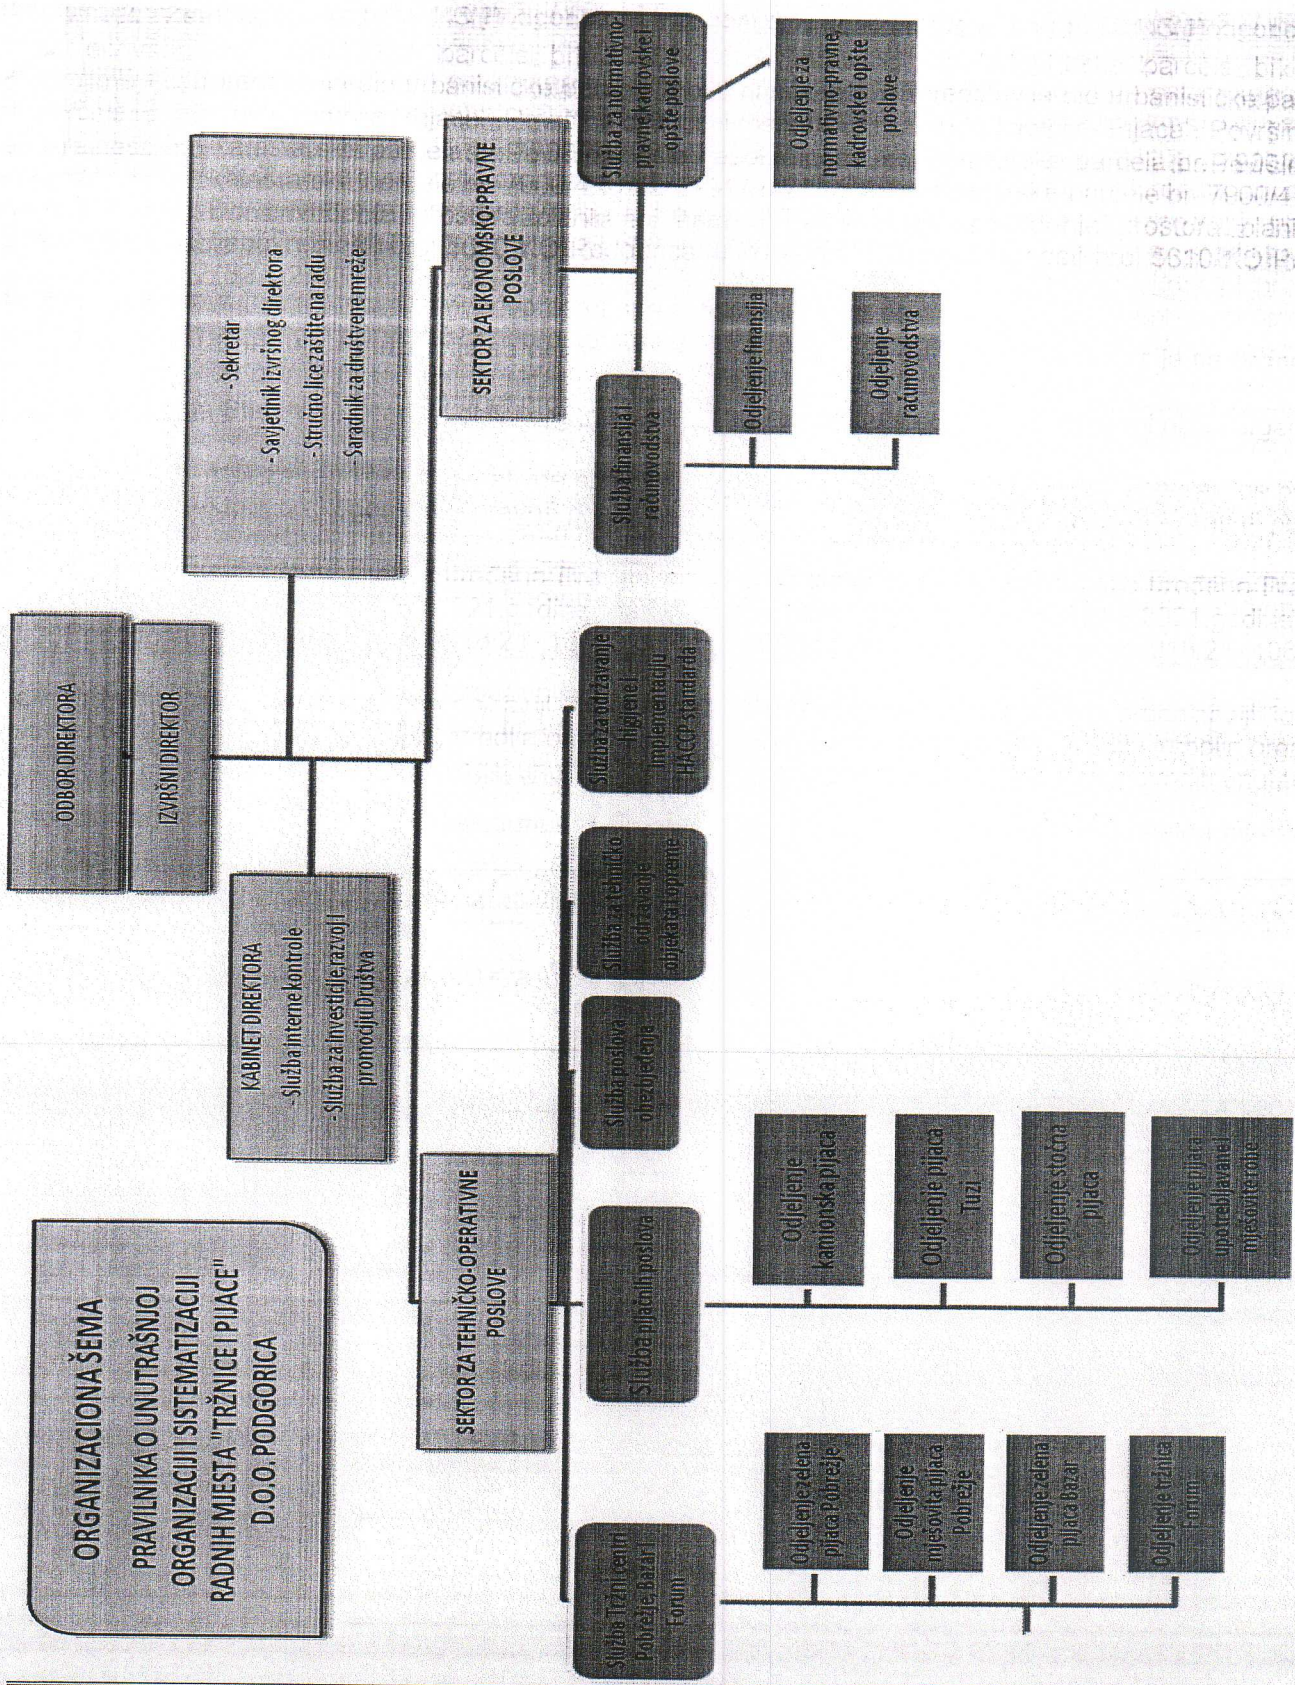 ORGANIZACIONA ŠEMA
PRAVILNIKA O UNUTRAŠNJOJ
ORGANIZACIJI I SISTEMATIZACIJI
RADNIH MJESTA "TRŽNICE I PIJACE"
D.O.O. PODGORICA
ODBOR DIREKTORA
IZVRŠNI DIREKTOR
KABINET DIREKTORA
- Služba interne kontrole
- Služba za investicije, razvoj I
promociju Društva
- Sekretar
- Savjetnik Izvršnog direktora
- Stručno lice zaštite na radu
- Saradnik za društvene mreže
SEKTOR ZA TEHNIČKO-OPERATIVNE
POSLOVE
SEKTOR ZA EKONOMSKO-PRAVNE
POSLOVE
Služba Tržni centri
Pobrežje, Bazar i
Forum
Služba pijačnih poslova
Služba poslova
obezbjeđenja
Služba za tehničko
održavanje
objekata i opreme
Služba za održavanje
higijene I
Implementaciju
HACCP standarda
Služba finansija i
računovodstva
Služba za normativno-
pravne, kadrovske I
opšte poslove
Odjeljenje zelena
pijaca Pobrežje
Odjeljenje
mješovita pijaca
Pobrežje
Odjeljenje zelena
pijaca Bazar
Odjeljenje tržnica
Forum
Odjeljenje
kamionska pijaca
Odjeljenje pijaca
Tuzi
Odjeljenje stočna
pijaca
Odjeljenje pijaca
upotrebljavane I
mješovite robe
Odjeljenje finansija
Odjeljenje
računovodstva
Odjeljenje za
normativno-pravne,
kadrovske i opšte
poslove